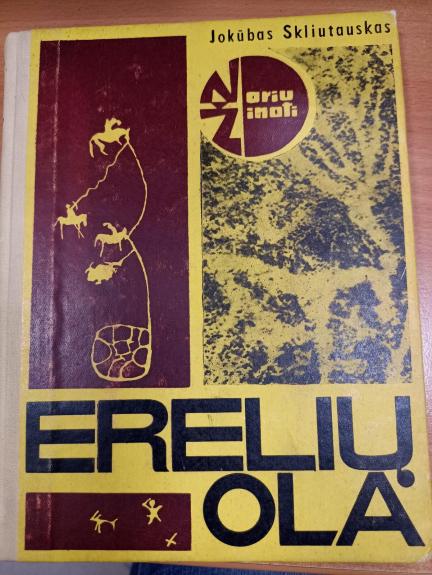 Jokūbas Skliutauskas
Noriu
Žinoti
ERELIŲ
OLA